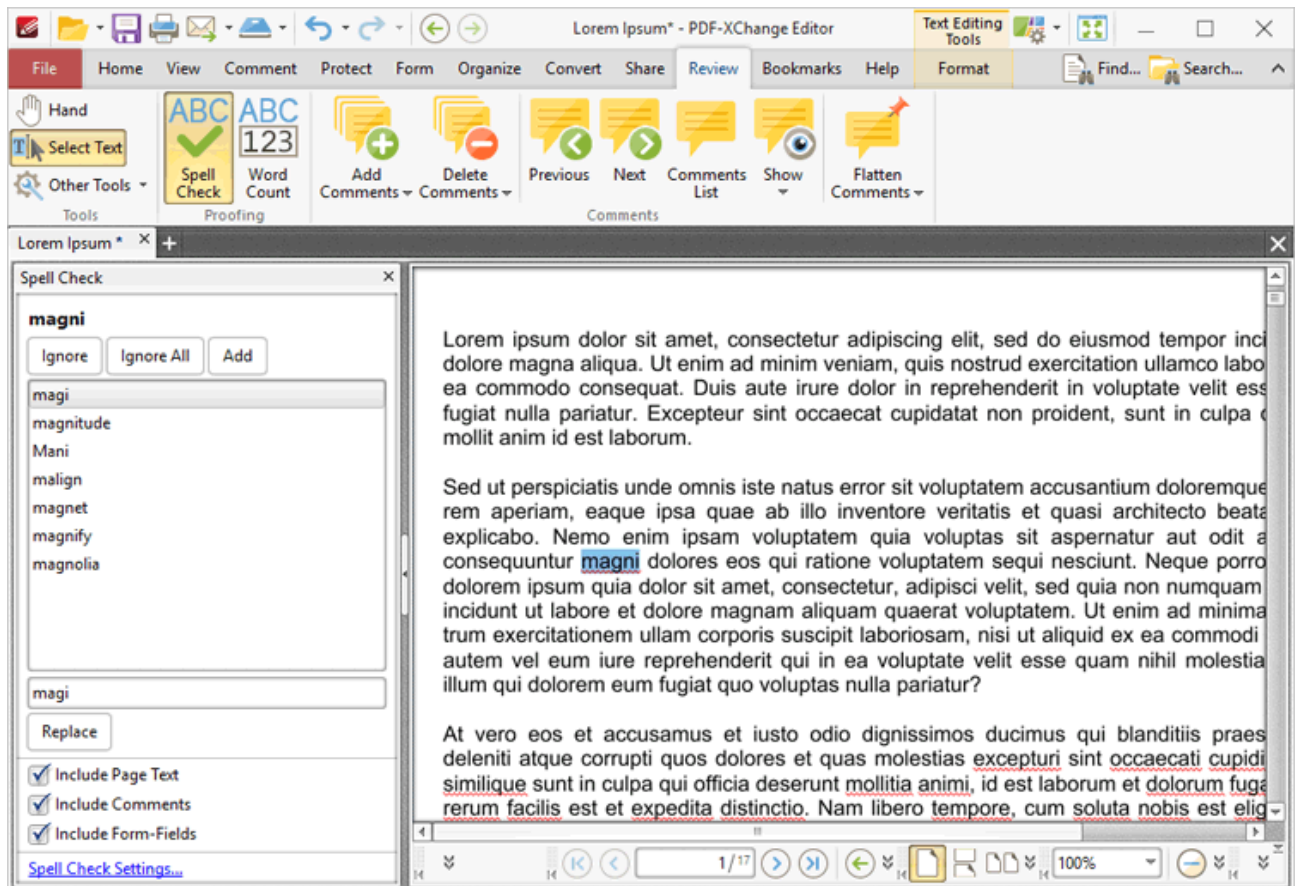 Lorem Ipsum* - PDF-XChange Editor
Text Editing
Tools
File Home View Comment Protect Form Organize Convert Share Review Bookmarks Help Format Find... Search...
Hand
Select Text
Other Tools
Tools
ABC
Spell
Check
ABC
123
Word
Count
Proofing
Add
Comments
Delete
Comments
Previous
Next
Comments
List
Show
Flatten
Comments
Comments
Lorem Ipsum *
Spell Check
magni
Ignore Ignore All Add
magi
magnitude
Mani
malign
magnet
magnify
magnolia
magi
Replace
Include Page Text
Include Comments
Include Form-Fields
Spell Check Settings...
Lorem ipsum dolor sit amet, consectetur adipiscing elit, sed do eiusmod tempor inci
dolore magna aliqua. Ut enim ad minim veniam, quis nostrud exercitation ullamco labo
ea commodo consequat. Duis aute irure dolor in reprehenderit in voluptate velit ess
fugiat nulla pariatur. Excepteur sint occaecat cupidatat non proident, sunt in culpa
mollit anim id est laborum.
Sed ut perspiciatis unde omnis iste natus error sit voluptatem accusantium doloremque
rem aperiam, eaque ipsa quae ab illo inventore veritatis et quasi architecto beata
explicabo. Nemo enim ipsam voluptatem quia voluptas sit aspernatur aut odit a
consequuntur magni dolores eos qui ratione voluptatem sequi nesciunt. Neque porro
dolorem ipsum quia dolor sit amet, consectetur, adipisci velit, sed quia non numquam
incidunt ut labore et dolore magnam aliquam quaerat voluptatem. Ut enim ad minima
trum exercitationem ullam corporis suscipit laboriosam, nisi ut aliquid ex ea commodi
autem vel eum iure reprehenderit qui in ea voluptate velit esse quam nihil molestia
illum qui dolorem eum fugiat quo voluptas nulla pariatur?
At vero eos et accusamus et iusto odio dignissimos ducimus qui blanditiis praes
deleniti atque corrupti quos dolores et quas molestias excepturi sint occaecati cupidi
similique sunt in culpa qui officia deserunt mollitia animi, id est laborum et dolorum fuga
rerum facilis est et expedita distinctio. Nam libero tempore, cum soluta nobis est elig
1/17
100%